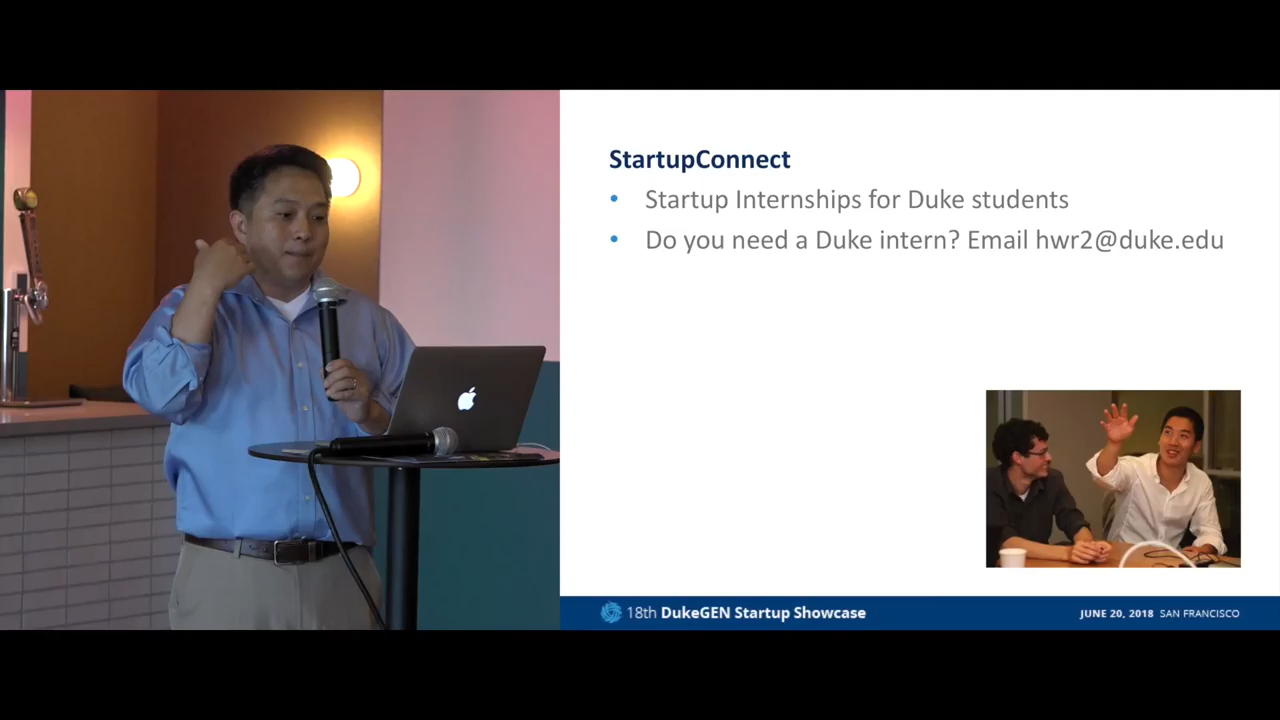 StartupConnect
• Startup Internships for Duke students
• Do you need a Duke intern? Email hwr2@duke.edu
18th DukeGEN Startup Showcase
JUNE 20, 2018 SAN FRANCISCO